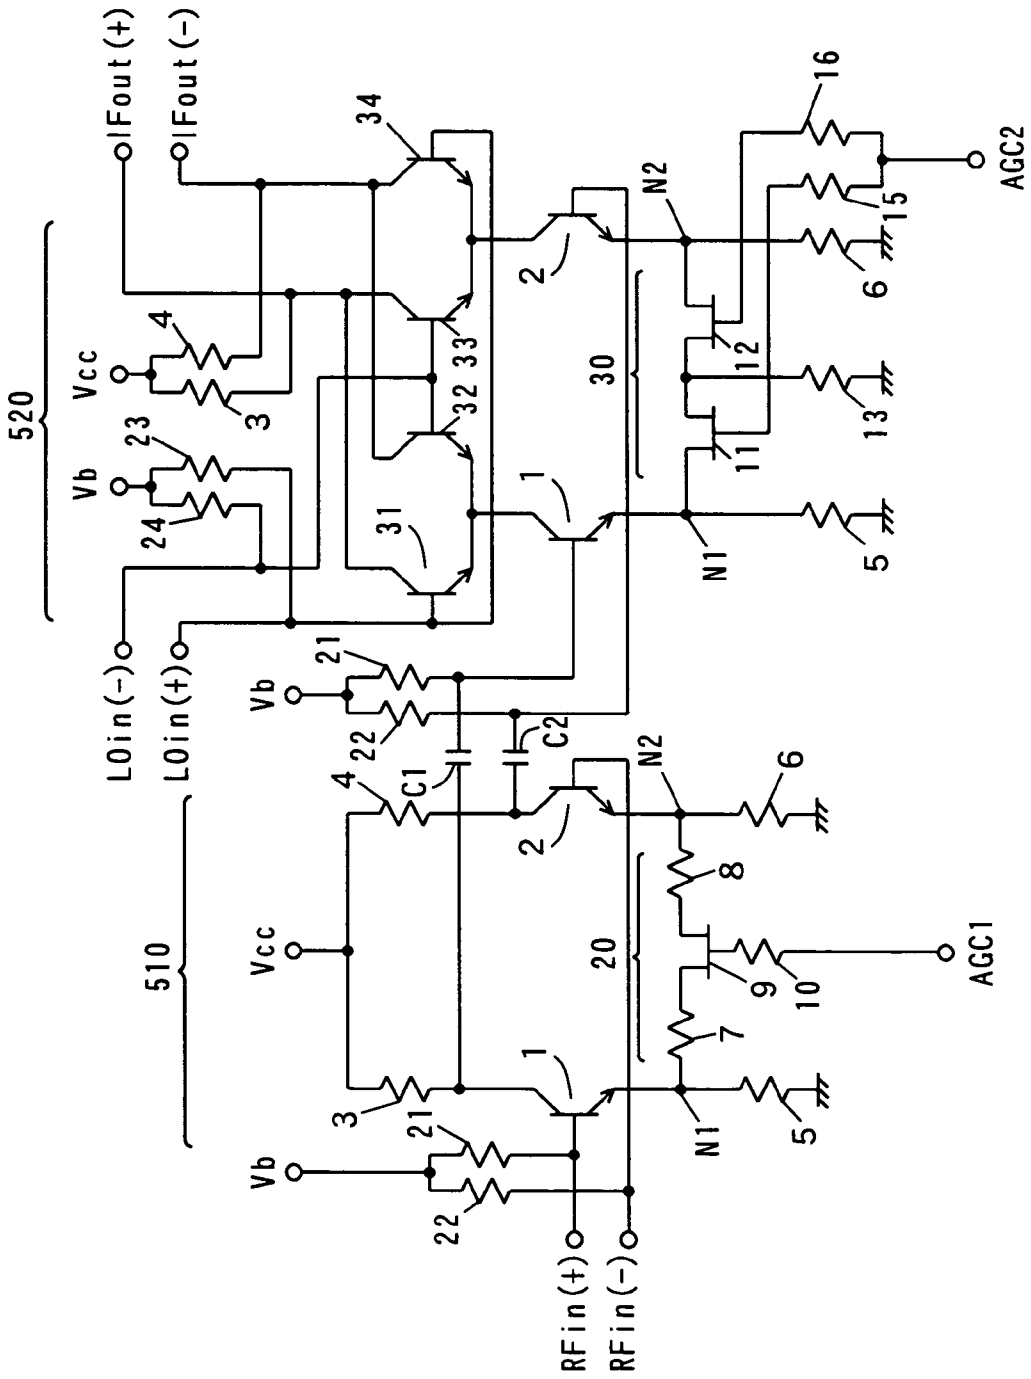 520
IFout(+)
IFout(-)
Vcc
4
3
Vb
23
24
34
33
32
31
LOin(-)
LOin(+)
2
N2
16
15
AGC2
6
30
12
11
13
1
N1
5
Vb
21
22
C1
C2
510
Vcc
4
3
2
N2
6
8
20
9
10
7
AGC1
1
N1
5
Vb
21
22
RFin(+)
RFin(-)